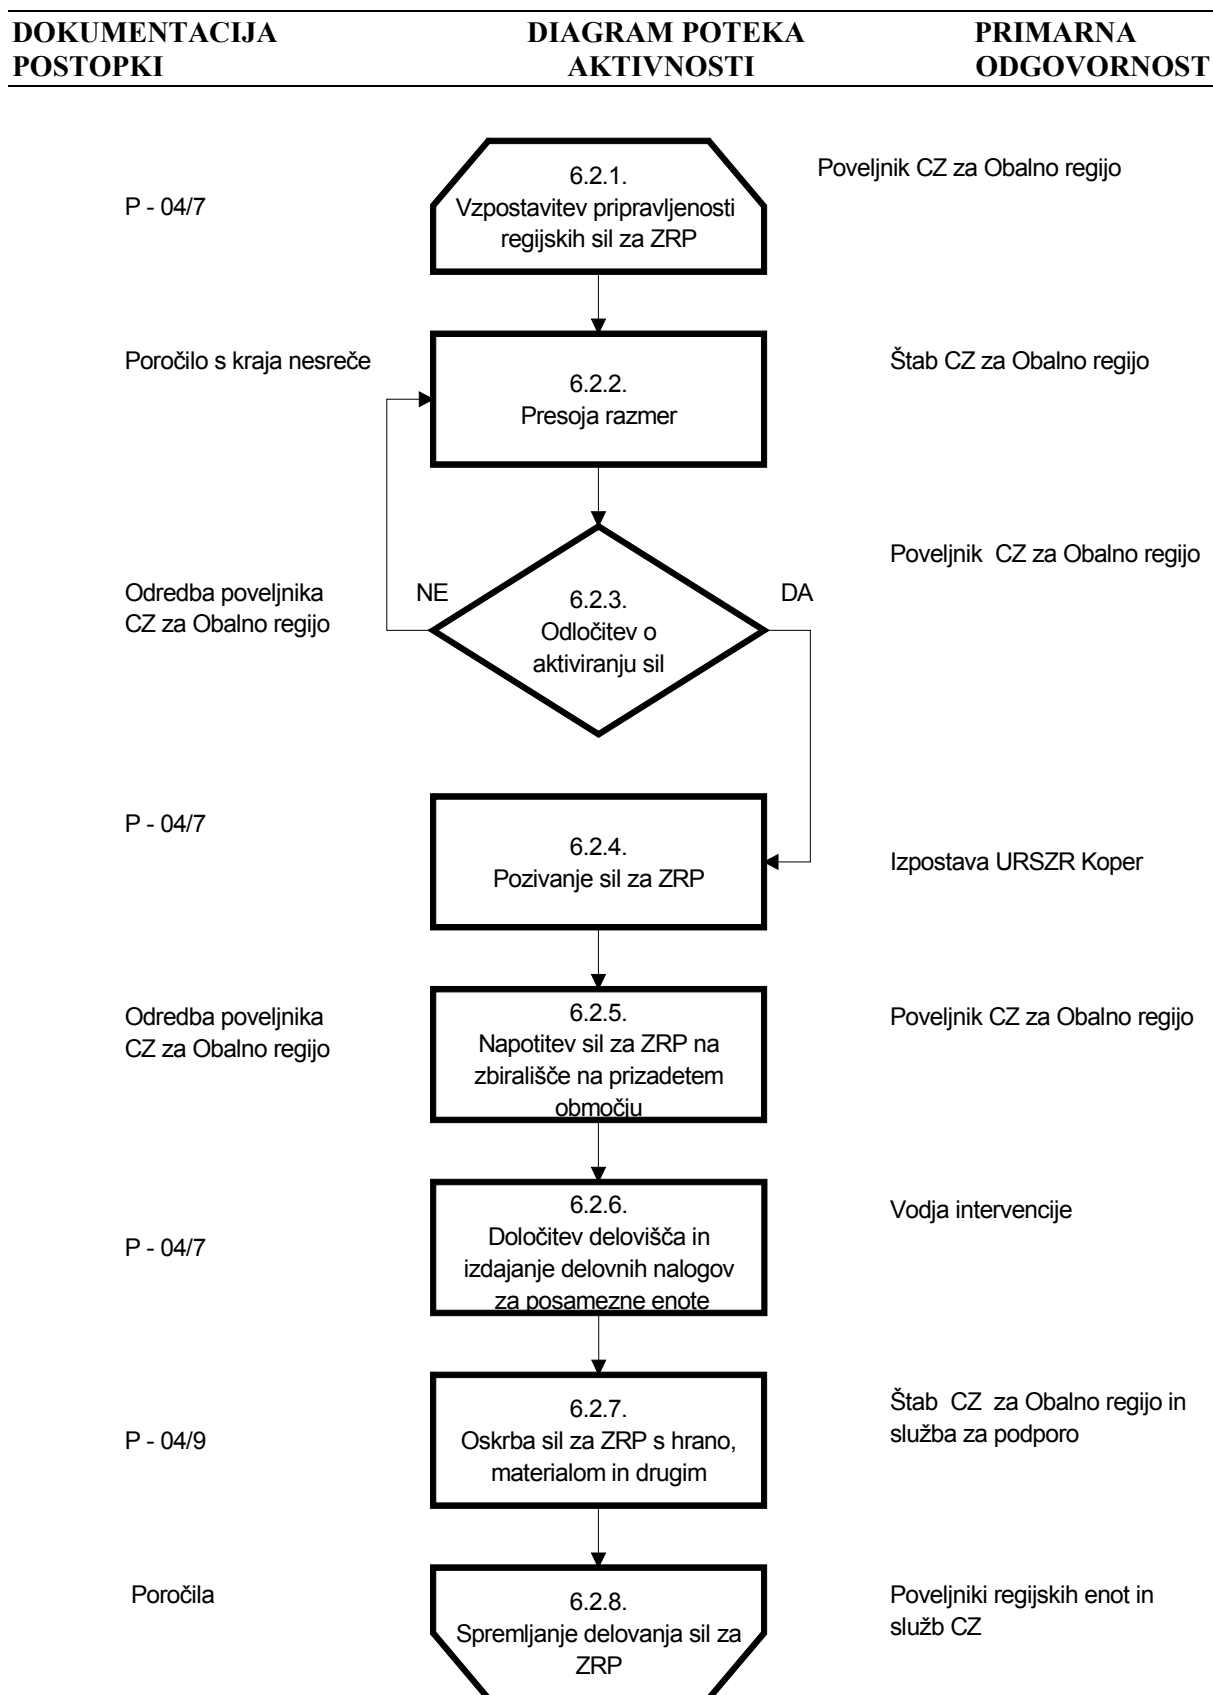 DOKUMENTACIJA DIAGRAM POTEKA PRIMARNA
POSTOPKI AKTIVNOSTI ODGOVORNOST
P - 04/7
6.2.1.
Vzpostavitev pripravljenosti
regijskih sil za ZRP
Poveljnik CZ za Obalno regijo
Poročilo s kraja nesreče
6.2.2.
Presoja razmer
Štab CZ za Obalno regijo
Odredba poveljnika
CZ za Obalno regijo
NE
6.2.3.
Odločitev o
aktiviranju sil
DA
Poveljnik CZ za Obalno regijo
P - 04/7
6.2.4.
Pozivanje sil za ZRP
Izpostava URSZR Koper
Odredba poveljnika
CZ za Obalno regijo
6.2.5.
Napotitev sil za ZRP na
zbirališče na prizadetem
območju
Poveljnik CZ za Obalno regijo
P - 04/7
6.2.6.
Določitev delovišča in
izdajanje delovnih nalogov
za posamezne enote
Vodja intervencije
P - 04/9
6.2.7.
Oskrba sil za ZRP s hrano,
materialom in drugim
Štab CZ za Obalno regijo in
služba za podporo
Poročila
6.2.8.
Spremljanje delovanja sil za
ZRP
Poveljniki regijskih enot in
služb CZ